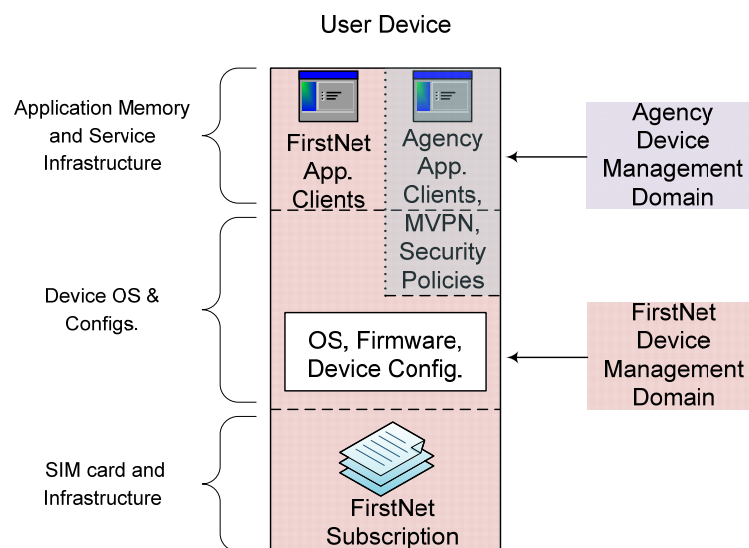 User Device
Application Memory
and Service
Infrastructure
FirstNet
App.
Clients
Agency
App.
Clients,
MVPN,
Security
Policies
Agency
Device
Management
Domain
Device OS &
Configs.
OS, Firmware,
Device Config.
FirstNet
Device
Management
Domain
SIM card and
Infrastructure
FirstNet
Subscription